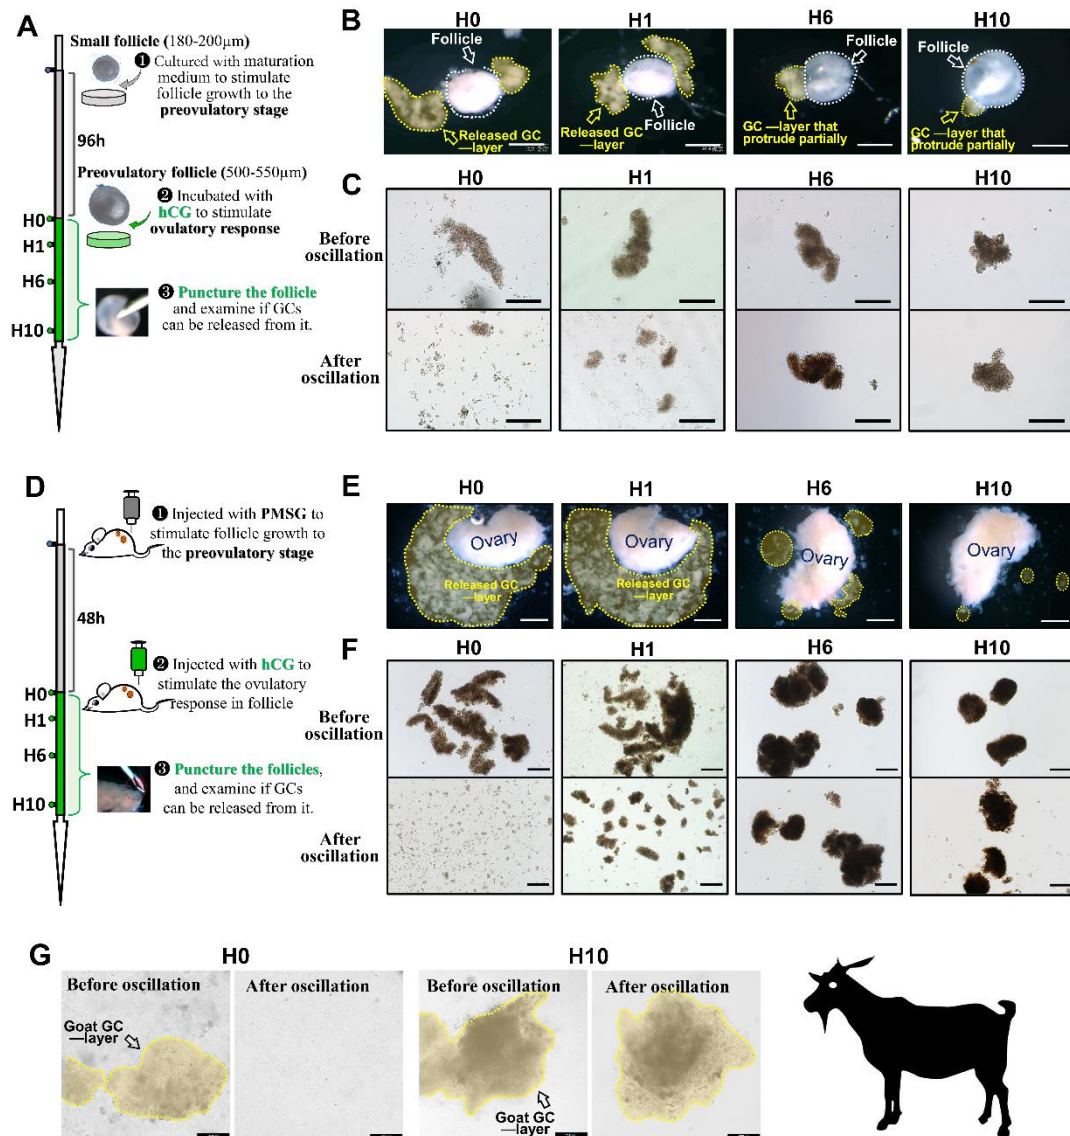 A
Small follicle (180-200µm)
❶ Cultured with maturation
medium to stimulate
follicle growth to the
preovulatory stage
96h
Preovulatory follicle (500-550µm)
❷ Incubated with
hCG to stimulate
ovulatory response
H0
H1
H6
H10
❸ Puncture the follicle
and examine if GCs
can be released from it.
B
H0
H1
H6
H10
Follicle
Released GC
—layer
Released GC
—layer
Follicle
Follicle
GC —layer that
protrude partially
Follicle
GC —layer that
protrude partially
C
H0
H1
H6
H10
Before
oscillation
After
oscillation
D
❶ Injected with PMSG to
stimulate follicle growth to
the preovulatory stage
48h
❷ Injected with hCG to
stimulate the ovulatory
response in follicle
H0
H1
H6
H10
❸ Puncture the follicles,
and examine if GCs
can be released from it.
E
H0
H1
H6
H10
Ovary
Released GC
—layer
Ovary
Released GC
—layer
Ovary
Ovary
F
H0
H1
H6
H10
Before
oscillation
After
oscillation
G
H0
H10
Before oscillation
After oscillation
Before oscillation
After oscillation
Goat GC
—layer
Goat GC
—layer